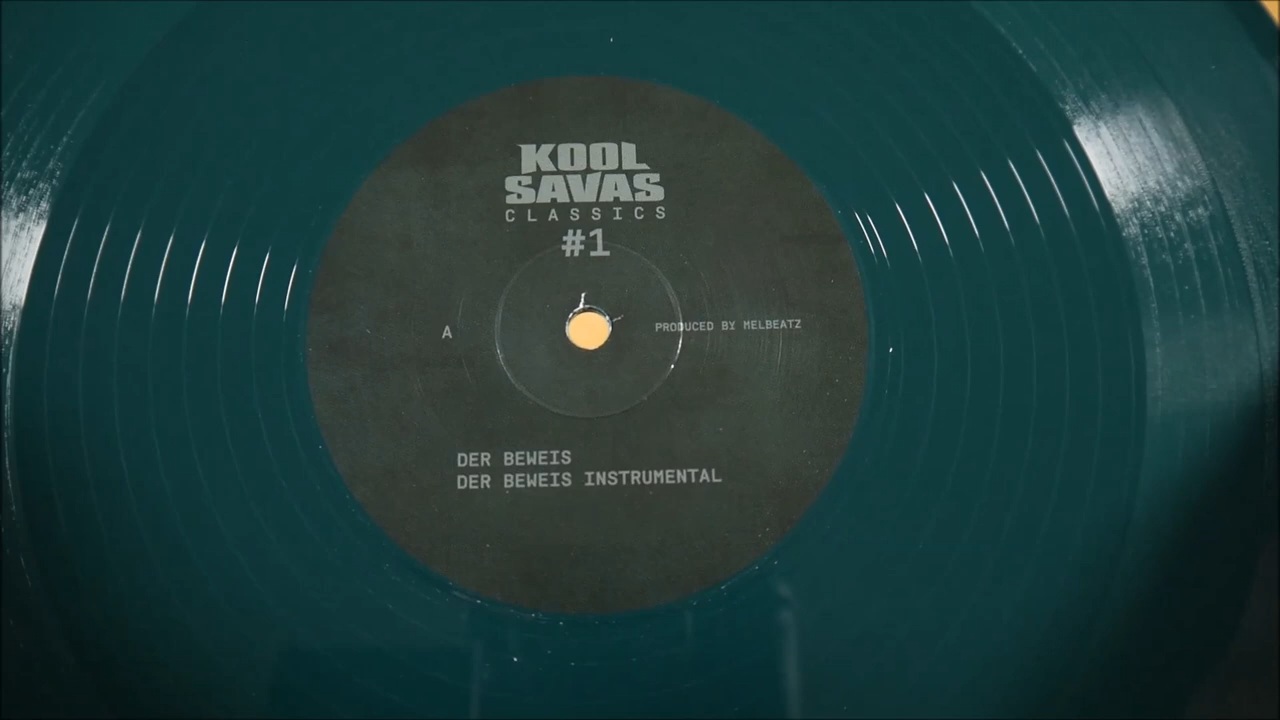 KOOL
SAVAS
CLASSICS
#1
A
PRODUCED BY MELBEATZ
DER BEWEIS
DER BEWEIS INSTRUMENTAL